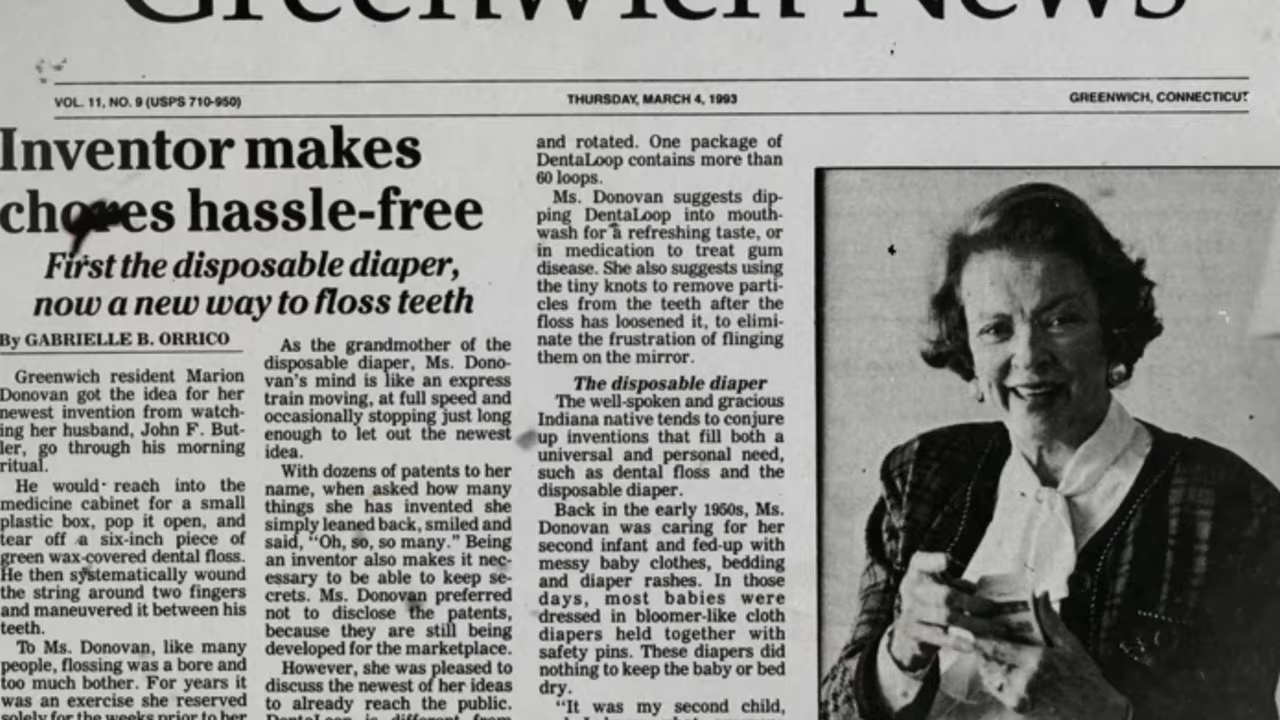 Greenwich News
VOL. 11, NO. 9 (USPS 710-950)
THURSDAY, MARCH 4, 1993
GREENWICH, CONNECTICUT
Inventor makes
chores hassle-free
First the disposable diaper,
now a new way to floss teeth
By GABRIELLE B. ORRICO
Greenwich resident Marion
Donovan got the idea for her
newest invention from watch-
ing her husband, John F. But-
ler, go through his morning
ritual.
He would reach into the
medicine cabinet for a small
plastic box, pop it open, and
tear off a six-inch piece of
green wax-covered dental floss.
He then systematically wound
the string around two fingers
and maneuvered it between his
teeth.
To Ms. Donovan, like many
people, flossing was a bore and
too much bother. For years it
was an exercise she reserved
solely for the weeks prior to her
As the grandmother of the
disposable diaper, Ms. Dono-
van's mind is like an express
train moving, at full speed and
occasionally stopping just long
enough to let out the newest
idea.
With dozens of patents to her
name, when asked how many
things she has invented she
simply leaned back, smiled and
said, "Oh, so, so many." Being
an inventor also makes it nec-
essary to be able to keep se-
crets. Ms. Donovan preferred
not to disclose the patents,
because they are still being
developed for the marketplace.
However, she was pleased to
discuss the newest of her ideas
to already reach the public.
DentaLoop is different from
and rotated. One package of
DentaLoop contains more than
60 loops.
Ms. Donovan suggests dip-
ping DentaLoop into mouth-
wash for a refreshing taste, or
in medication to treat gum
disease. She also suggests using
the tiny knots to remove parti-
cles from the teeth after the
floss has loosened it, to elimi-
nate the frustration of flinging
them on the mirror.
The disposable diaper
The well-spoken and gracious
Indiana native tends to conjure
up inventions that fill both a
universal and personal need,
such as dental floss and the
disposable diaper.
Back in the early 1950s, Ms.
Donovan was caring for her
second infant and fed-up with
messy baby clothes, bedding
and diaper rashes. In those
days, most babies were
dressed in bloomer-like cloth
diapers held together with
safety pins. These diapers did
nothing to keep the baby or bed
dry.
"It was my second child,